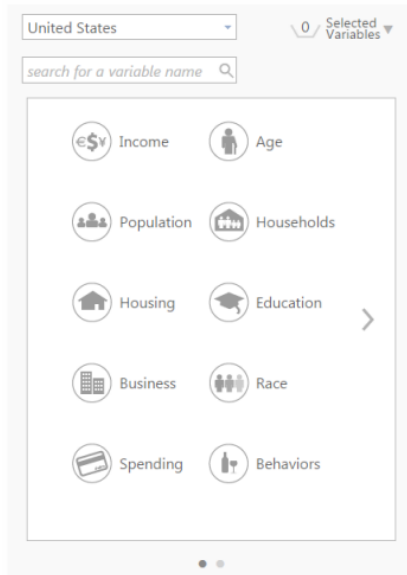 United States
0 Selected Variables
search for a variable name
Income
Age
Population
Households
Housing
Education
Business
Race
Spending
Behaviors